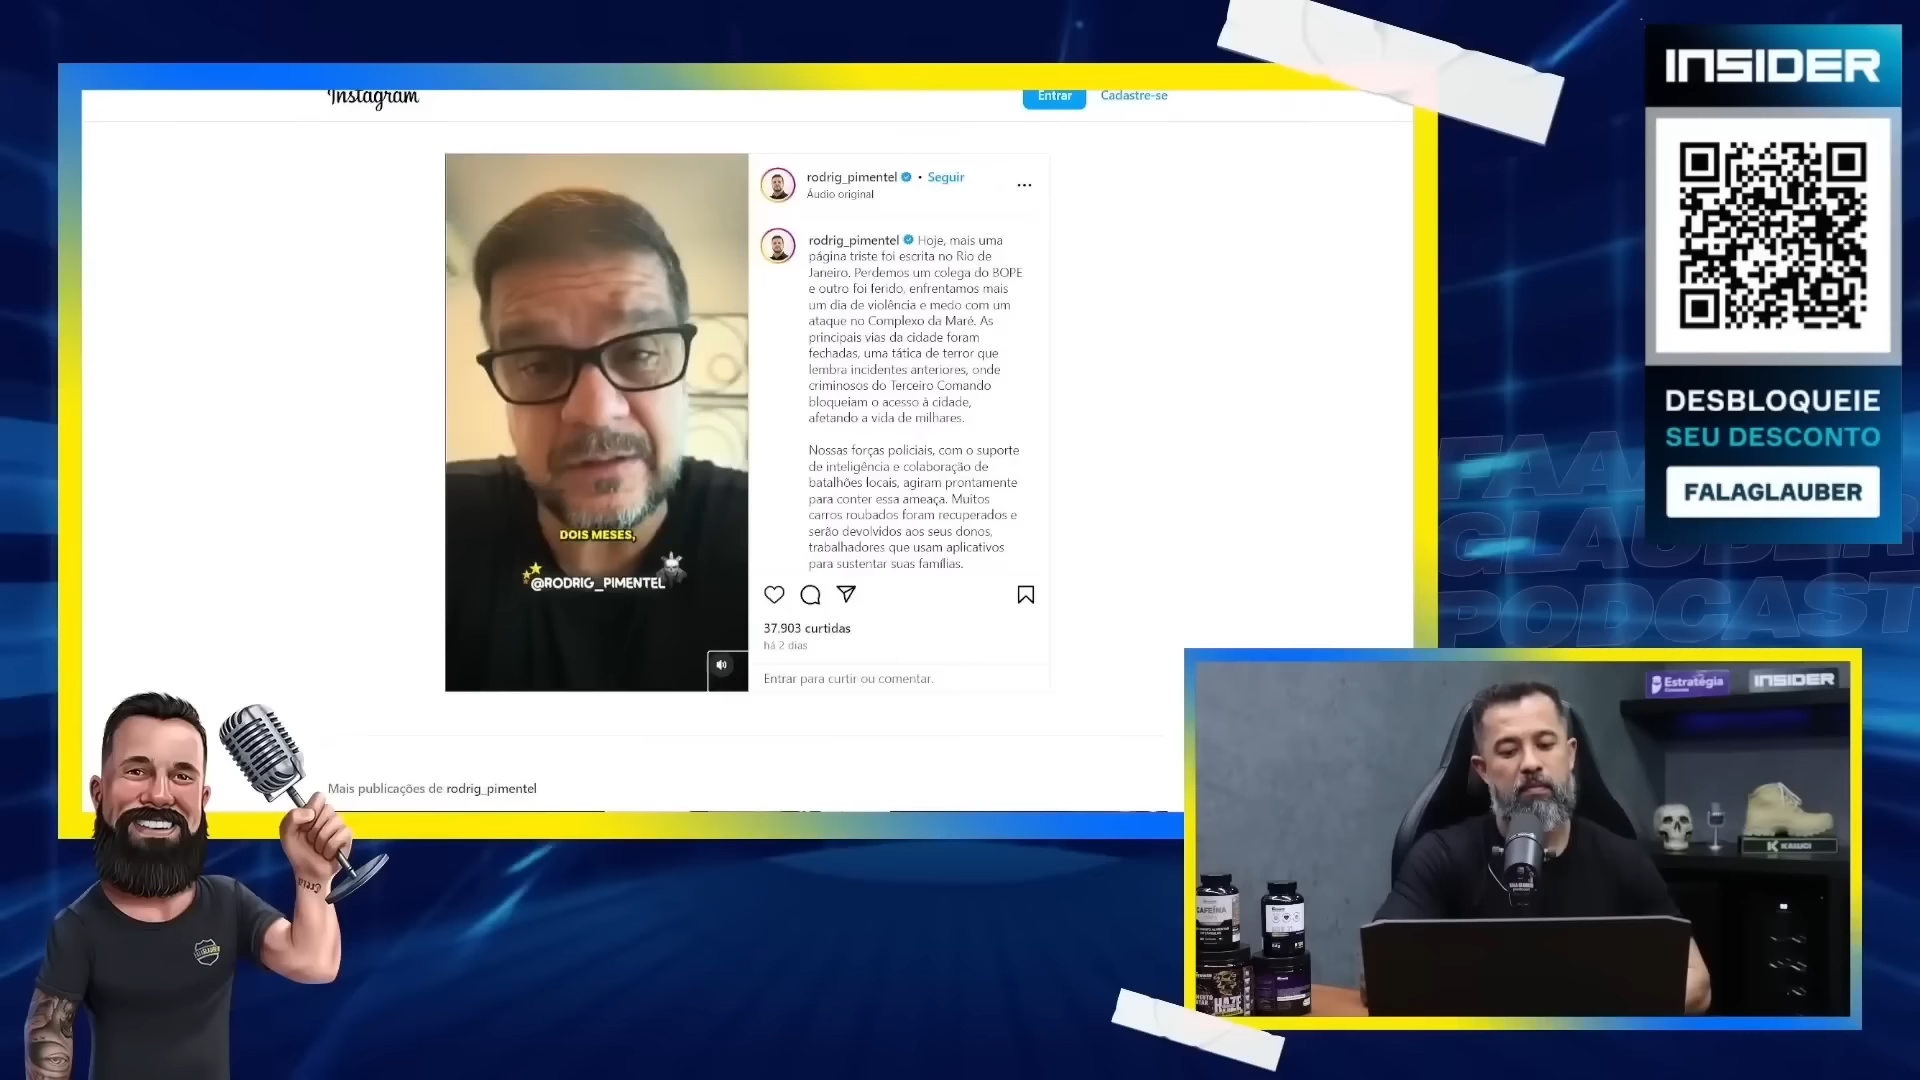 Instagram
Entrar
Cadastre-se
rodrig_pimentel • Seguir
Áudio original
rodrig_pimentel Hoje, mais uma
página triste foi escrita no Rio de
Janeiro. Perdemos um colega do BOPE
e outro foi ferido, enfrentamos mais
um dia de violência e medo com um
ataque no Complexo da Maré. As
principais vias da cidade foram
fechadas, uma tática de terror que
lembra incidentes anteriores, onde
criminosos do Terceiro Comando
bloqueiam o acesso à cidade,
afetando a vida de milhares.
Nossas forças policiais, com o suporte
de inteligência e colaboração de
batalhões locais, agiram prontamente
para conter essa ameaça. Muitos
carros roubados foram recuperados e
serão devolvidos aos seus donos,
trabalhadores que usam aplicativos
para sustentar suas famílias.
37.903 curtidas
há 2 dias
Entrar para curtir ou comentar.
DOIS MESES,
@RODRIG_PIMENTEL
Mais publicações de rodrig_pimentel
INSIDER
DESBLOQUEIE
SEU DESCONTO
FALAGLAUBER
GLAUBER
PODCAST
Estratégia
INSIDER
KALLUCI
CAFEÍNA
HAZE